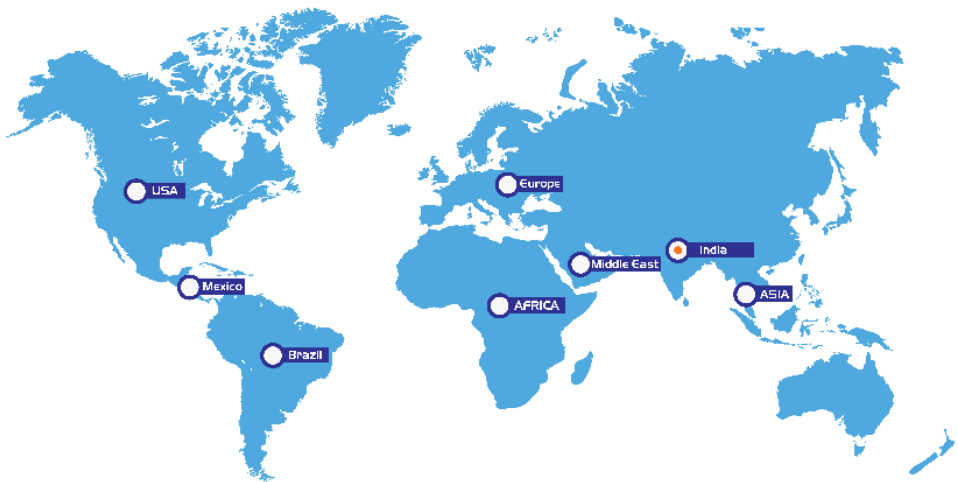 USA
Europe
India
Middle East
Mexico
ASIA
AFRICA
Brazil